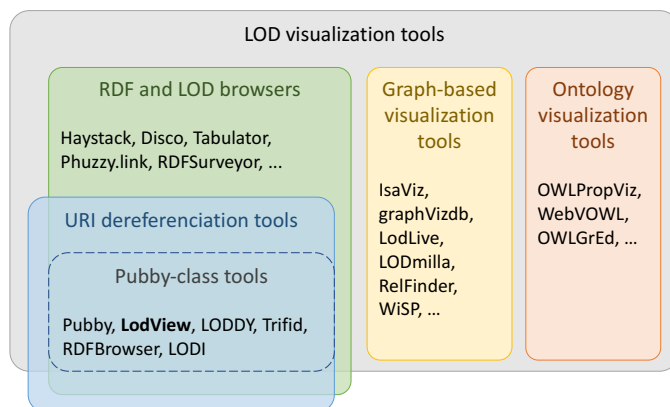 LOD visualization tools
RDF and LOD browsers
Haystack, Disco, Tabulator,
Phuzzy.link, RDFSurveyor, ...
URI dereferenciation tools
Pubby-class tools
Pubby, LodView, LODDY, Trifid,
RDFBrowser, LODI
Graph-based
visualization
tools
IsaViz,
graphVizdb,
LodLive,
LODmilla,
RelFinder,
WiSP, ...
Ontology
visualization
tools
OWLPropViz,
WebVOWL,
OWLGrEd, ...